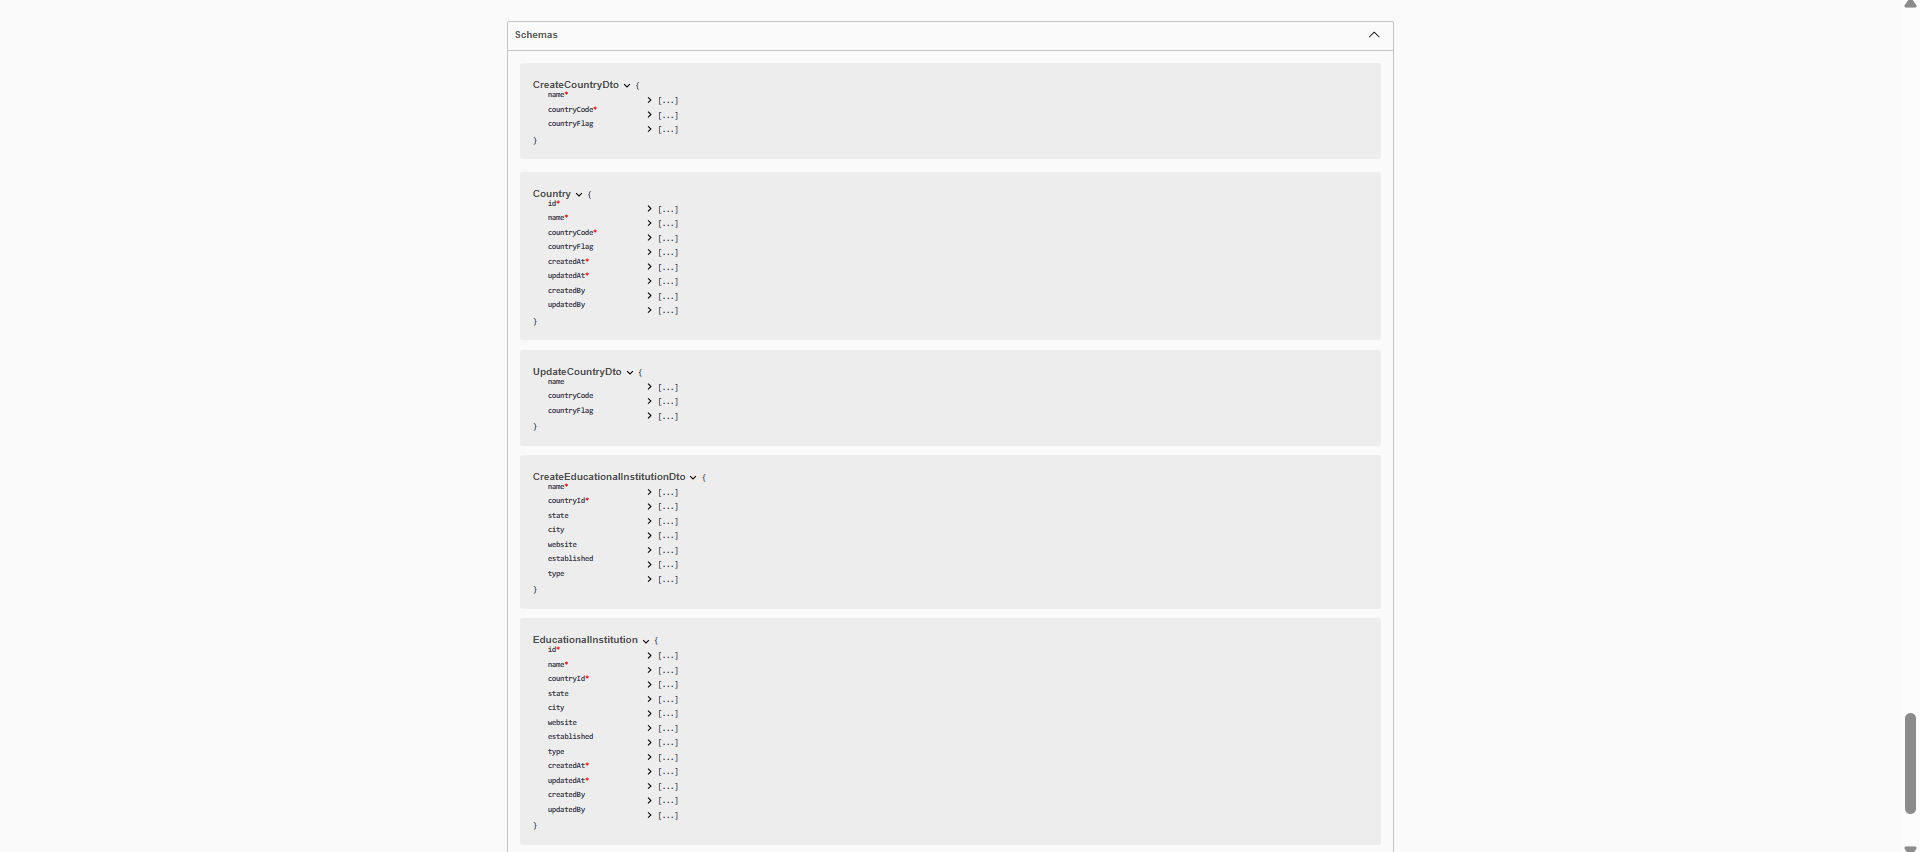 Schemas
CreateCountryDto {
name* [...]
countryCode* [...]
countryFlag [...]
}
Country {
id* [...]
name* [...]
countryCode* [...]
countryFlag [...]
createdAt* [...]
updatedAt* [...]
createdBy [...]
updatedBy [...]
}
UpdateCountryDto {
name [...]
countryCode [...]
countryFlag [...]
}
CreateEducationalInstitutionDto {
name* [...]
countryId* [...]
state [...]
city [...]
website [...]
established [...]
type [...]
}
EducationalInstitution {
id* [...]
name* [...]
countryId* [...]
state [...]
city [...]
website [...]
established [...]
type [...]
createdAt* [...]
updatedAt* [...]
createdBy [...]
updatedBy [...]
}